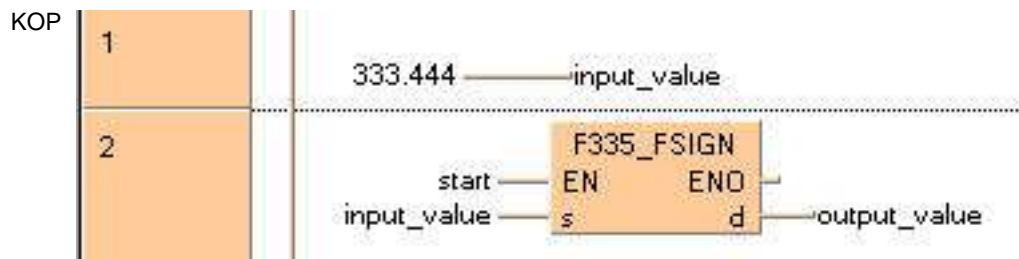 KOP
1
333.444 input_value
2
F335_FSIGN
start EN ENO
input_value s d output_value